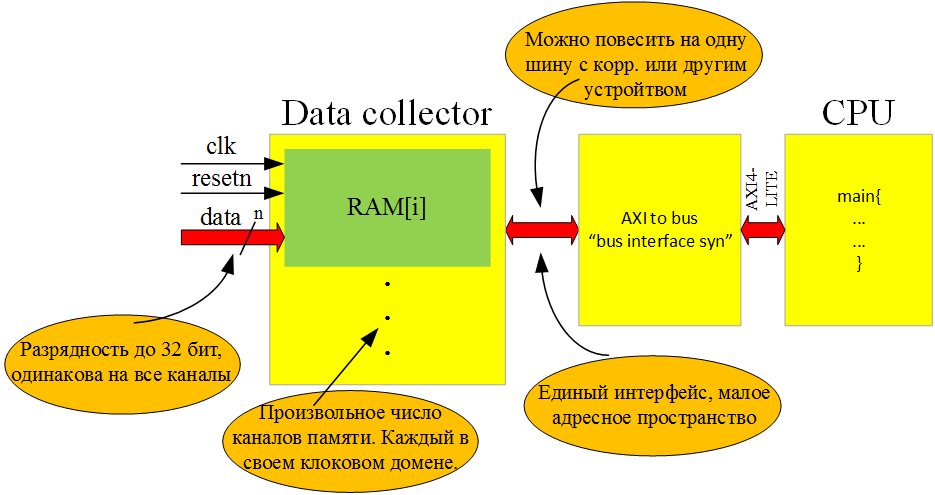 Можно повесить на одну
шину с корр. или другим
устройтвом
Data collector
CPU
clk
resetn
data
n
RAM[i]
AXI to bus
“bus interface syn”
AXI4-
LITE
main{
...
...
}
Разрядность до 32 бит,
одинакова на все каналы
Произвольное число
каналов памяти. Каждый в
своем клоковом домене.
Единый интерфейс, малое
адресное пространство